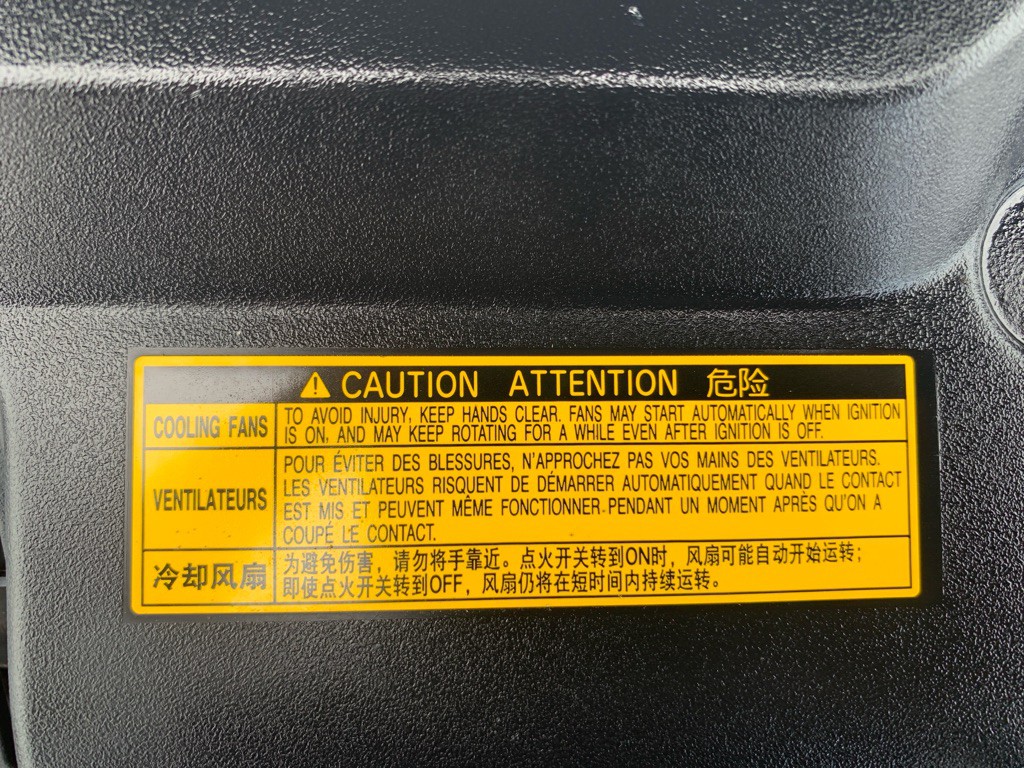 ⚠ CAUTION ATTENTION 危险
COOLING FANS
TO AVOID INJURY, KEEP HANDS CLEAR. FANS MAY START AUTOMATICALLY WHEN IGNITION
IS ON, AND MAY KEEP ROTATING FOR A WHILE EVEN AFTER IGNITION IS OFF.
VENTILATEURS
POUR ÉVITER DES BLESSURES, N'APPROCHEZ PAS VOS MAINS DES VENTILATEURS.
LES VENTILATEURS RISQUENT DE DÉMARRER AUTOMATIQUEMENT QUAND LE CONTACT
EST MIS ET PEUVENT MÊME FONCTIONNER PENDANT UN MOMENT APRÈS QU'ON A
COUPÉ LE CONTACT.
冷却风扇
为避免伤害，请勿将手靠近。点火开关转到ON时，风扇可能自动开始运转；
即使点火开关转到OFF，风扇仍将在短时间内持续运转。